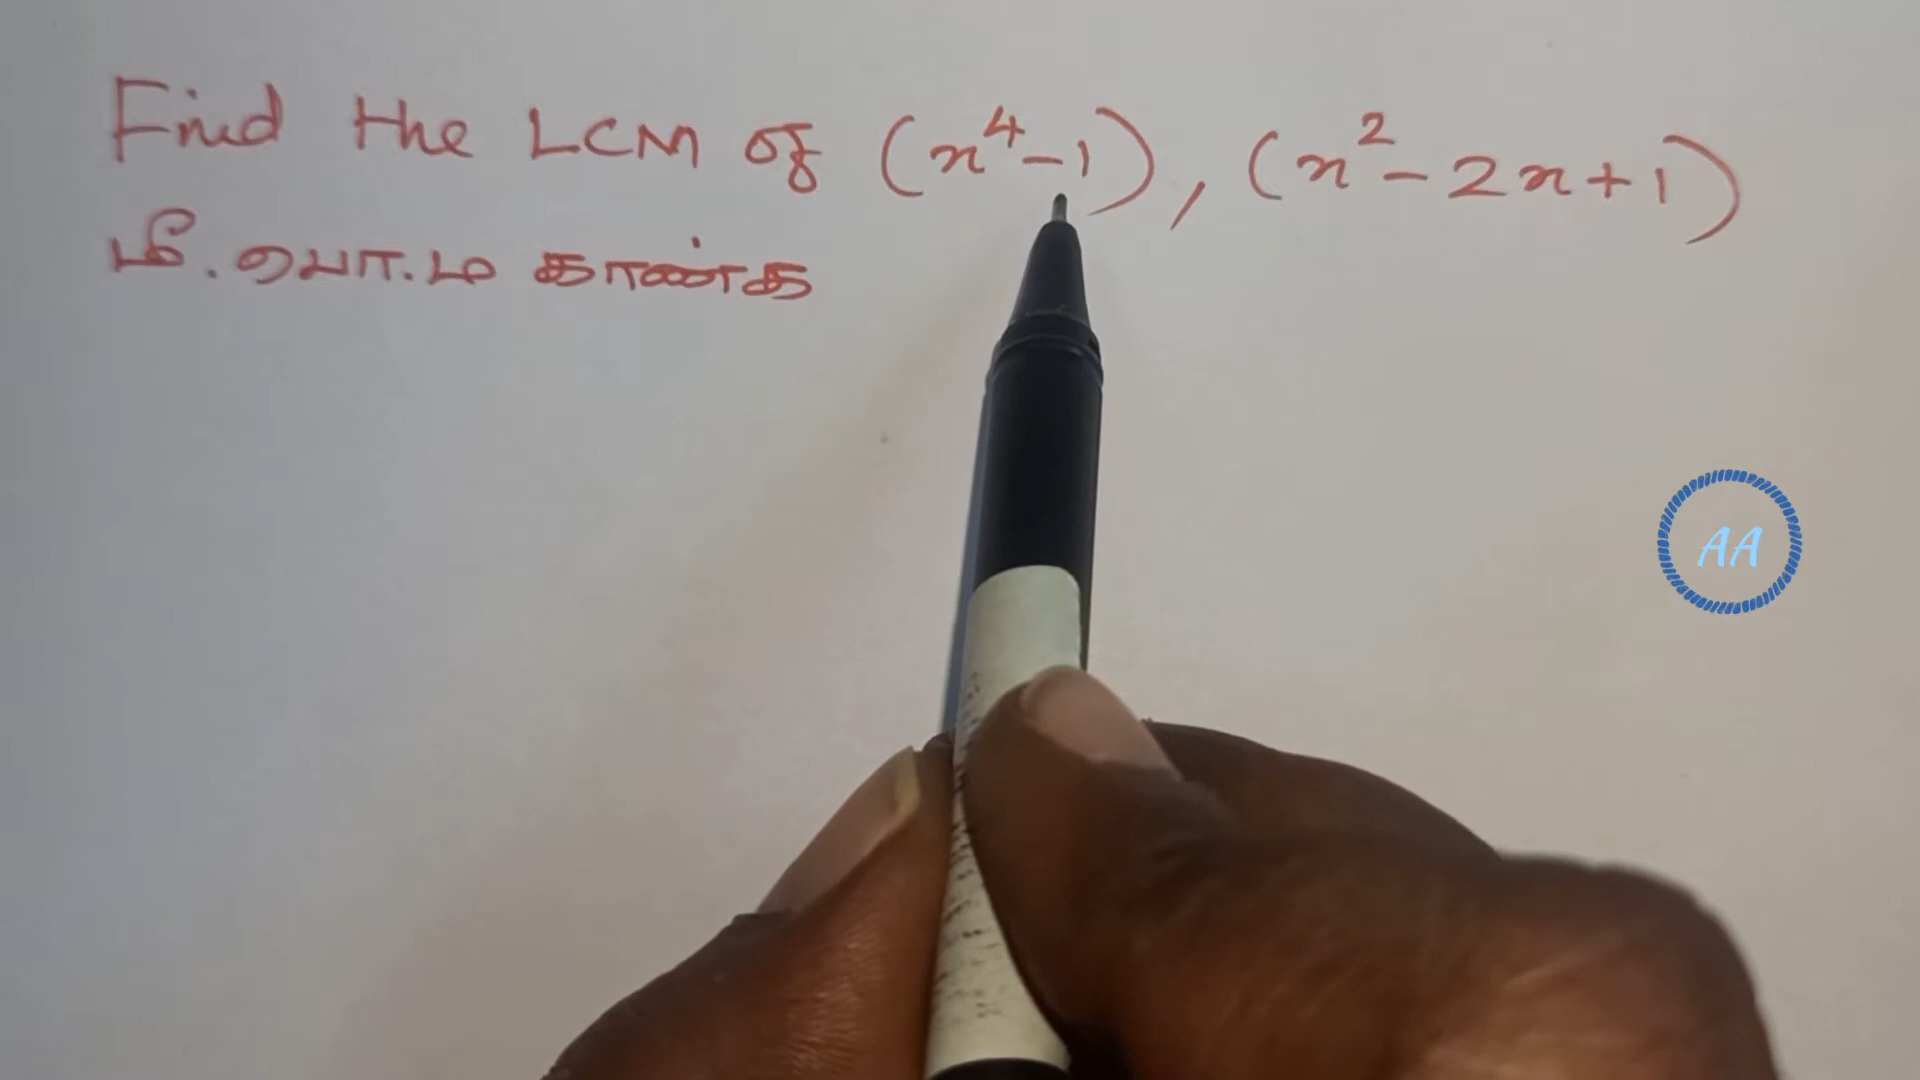 Find the LCM of (x⁴-1), (x²-2x+1)
மீ.பொ.ம காண்க
AA